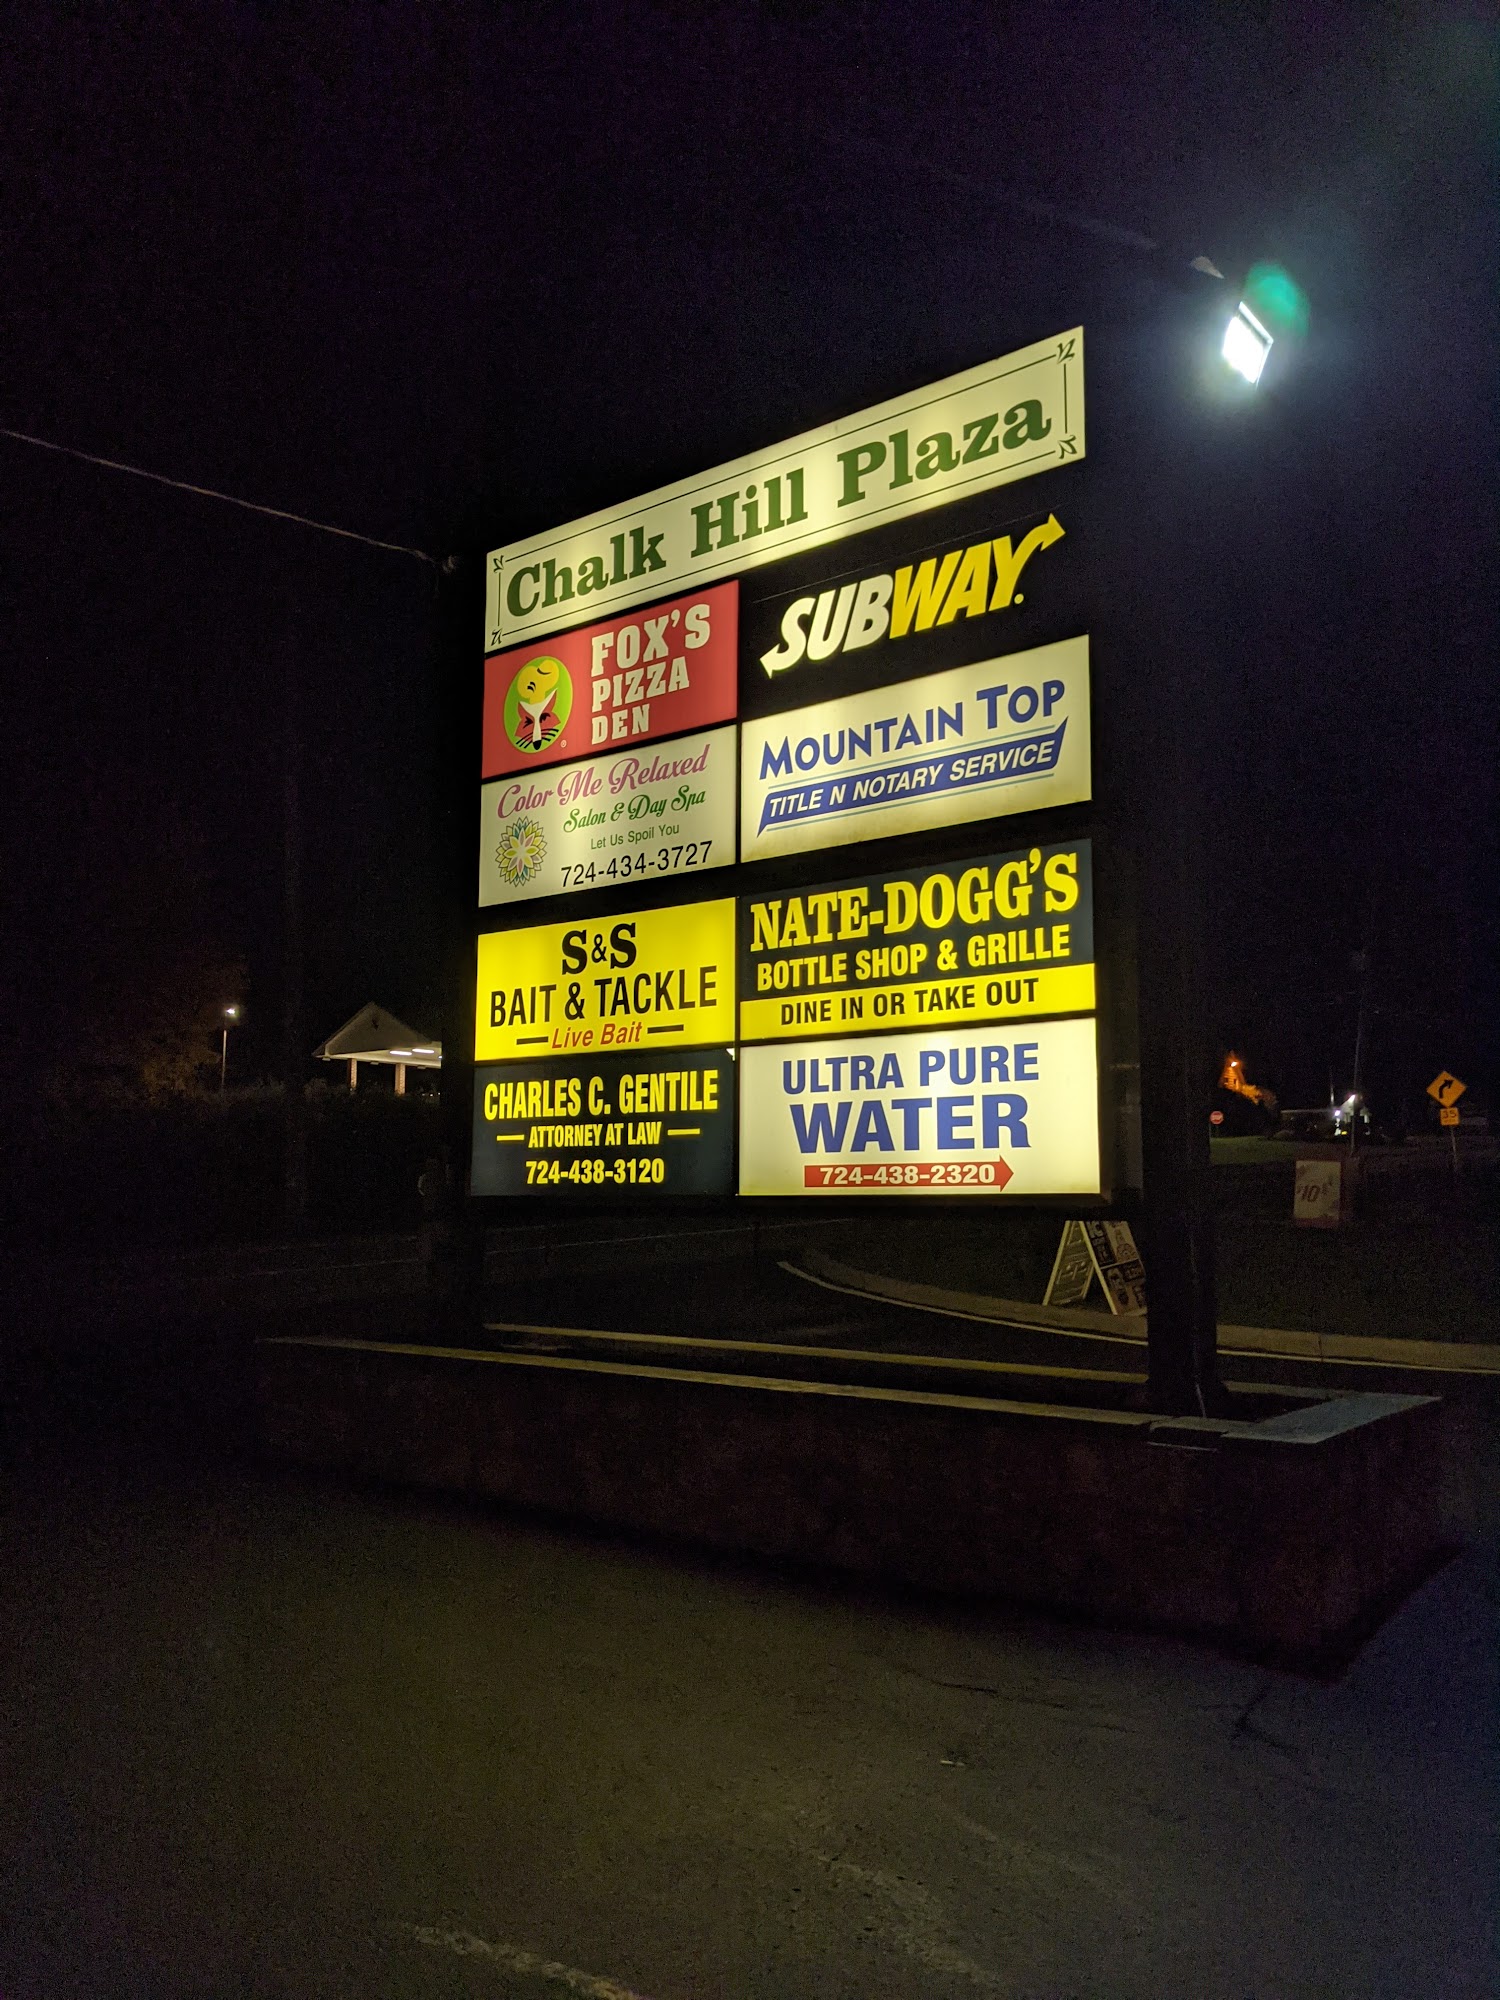 Chalk Hill Plaza
FOX'S
PIZZA
DEN
®
SUBWAY.
Color Me Relaxed
Salon & Day Spa
Let Us Spoil You
724-434-3727
MOUNTAIN TOP
TITLE N NOTARY SERVICE
S&S
BAIT & TACKLE
Live Bait
NATE-DOGG'S
BOTTLE SHOP & GRILLE
DINE IN OR TAKE OUT
CHARLES C. GENTILE
ATTORNEY AT LAW
724-438-3120
ULTRA PURE
WATER
724-438-2320